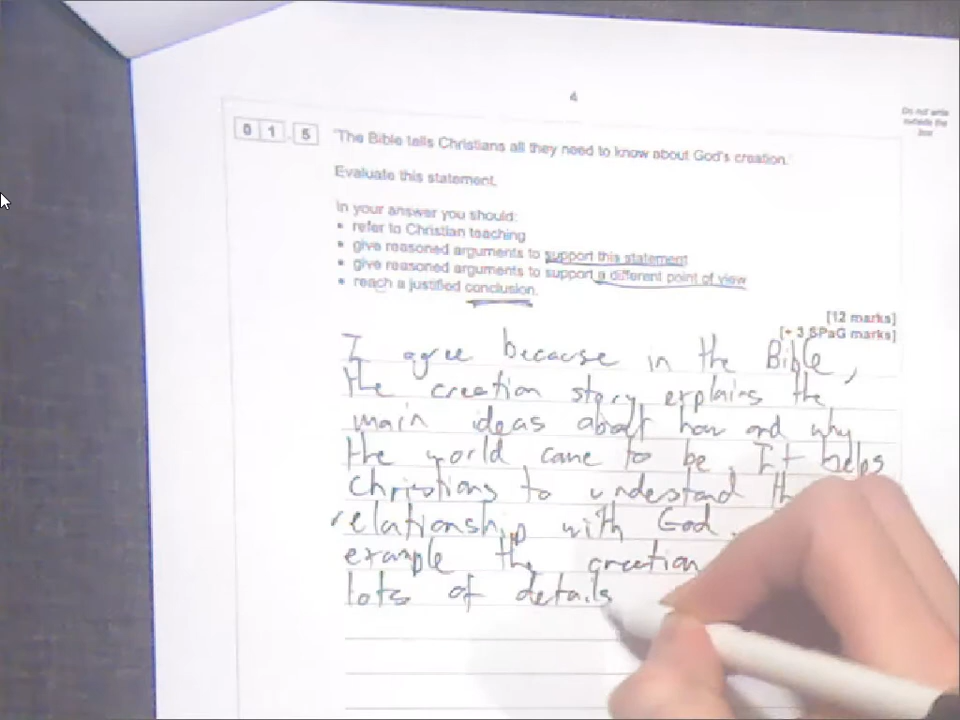 4
Do not write
outside the
box
0 1 . 5 'The Bible tells Christians all they need to know about God's creation.'
Evaluate this statement.
In your answer you should:
• refer to Christian teaching
• give reasoned arguments to support this statement
• give reasoned arguments to support a different point of view
• reach a justified conclusion.
[12 marks]
[+ 3 SPaG marks]
I agree because in the Bible,
the creation story explains the
main ideas about how and why
the world came to be. It helps
Christians to understand
relationship with God.
example the creation
lots of details